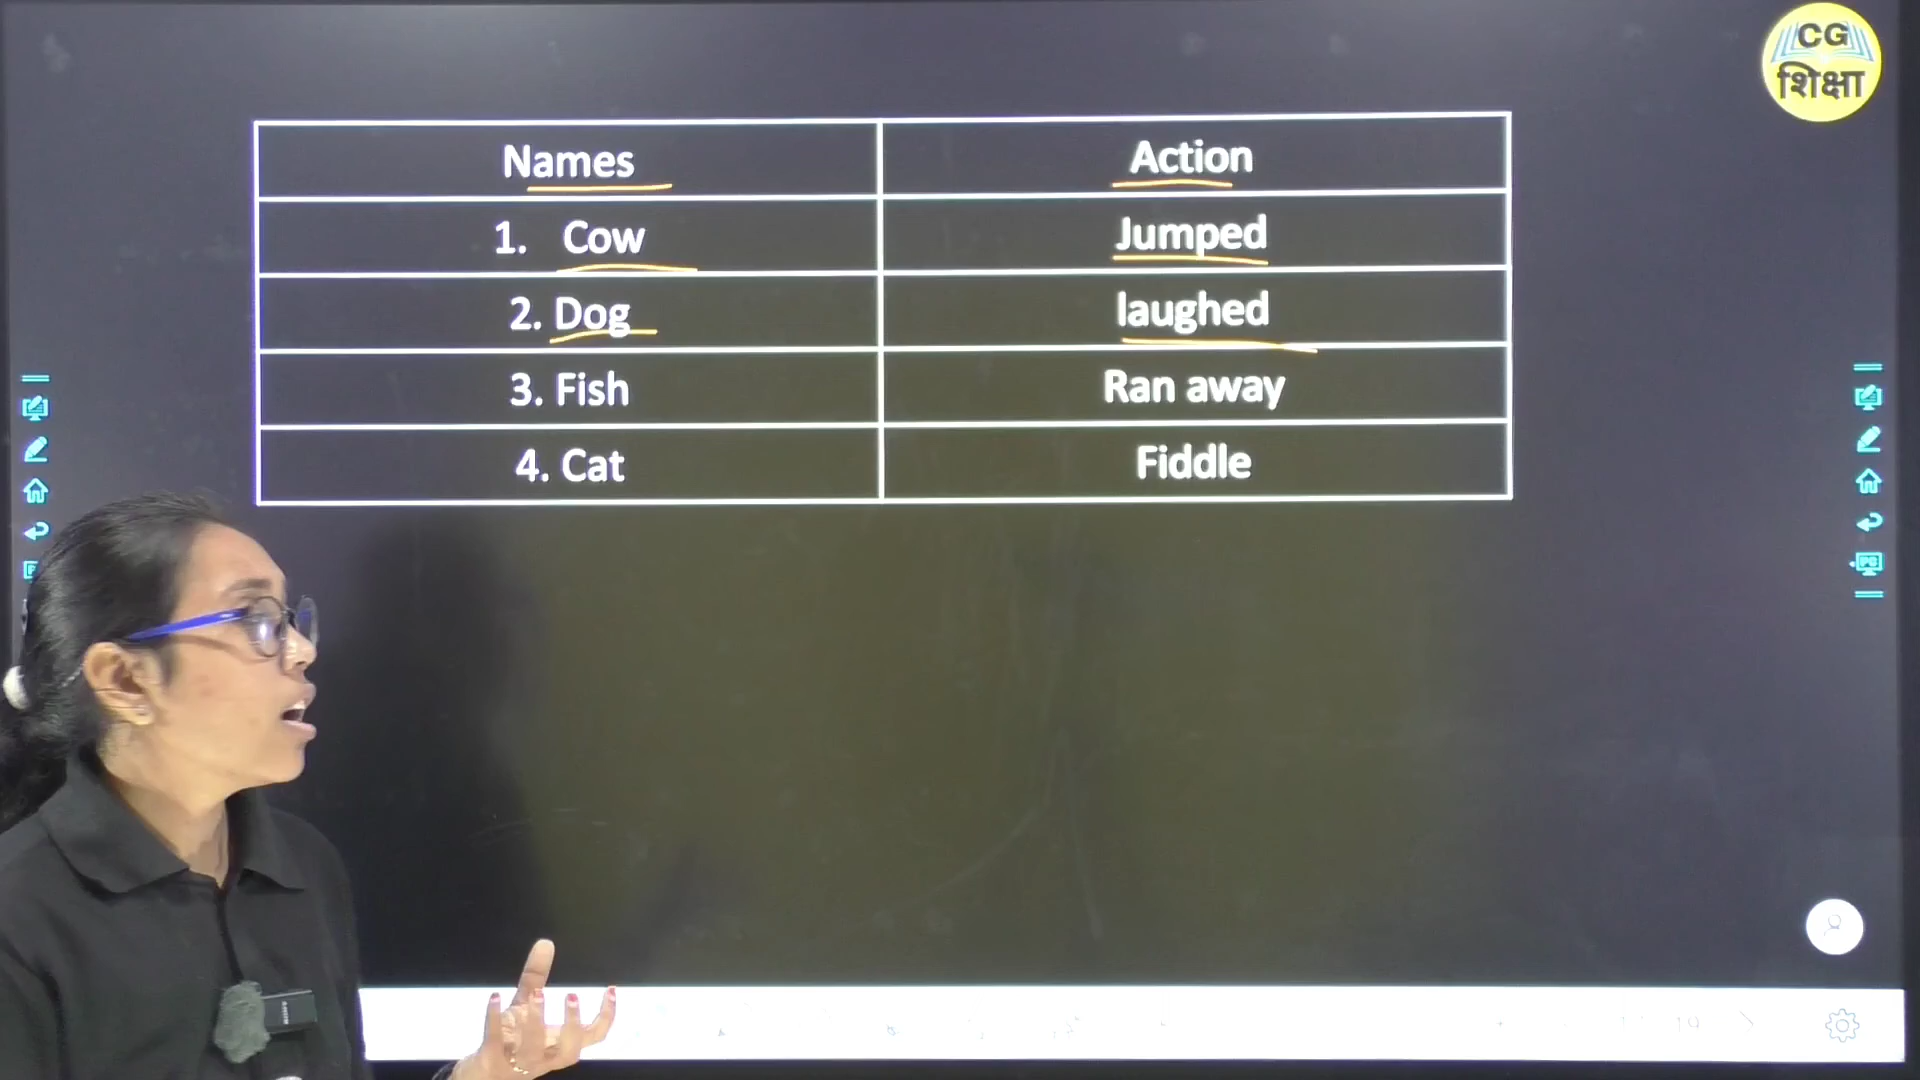 CG
शिक्षा
Names Action
1. Cow Jumped
2. Dog laughed
3. Fish Ran away
4. Cat Fiddle